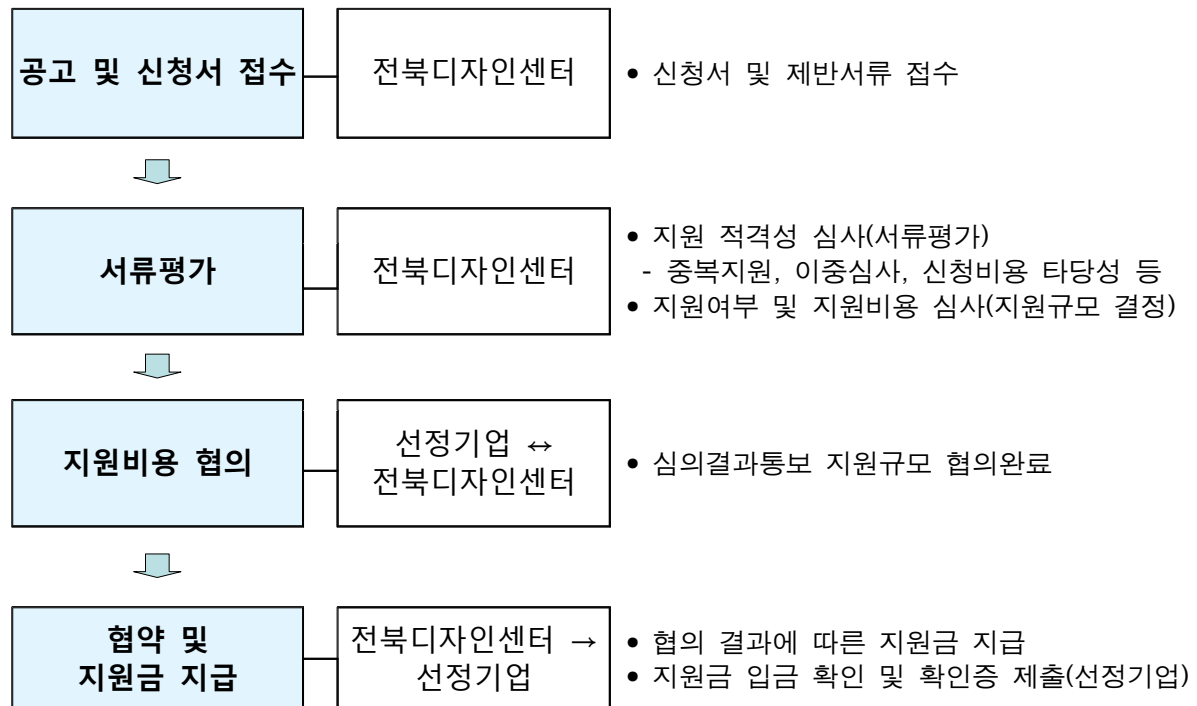 공고 및 신청서 접수
전북디자인센터
• 신청서 및 제반서류 접수
서류평가
전북디자인센터
• 지원 적격성 심사(서류평가)
- 중복지원, 이중심사, 신청비용 타당성 등
• 지원여부 및 지원비용 심사(지원규모 결정)
지원비용 협의
선정기업 ↔
전북디자인센터
• 심의결과통보 지원규모 협의완료
협약 및
지원금 지급
전북디자인센터 →
선정기업
• 협의 결과에 따른 지원금 지급
• 지원금 입금 확인 및 확인증 제출(선정기업)